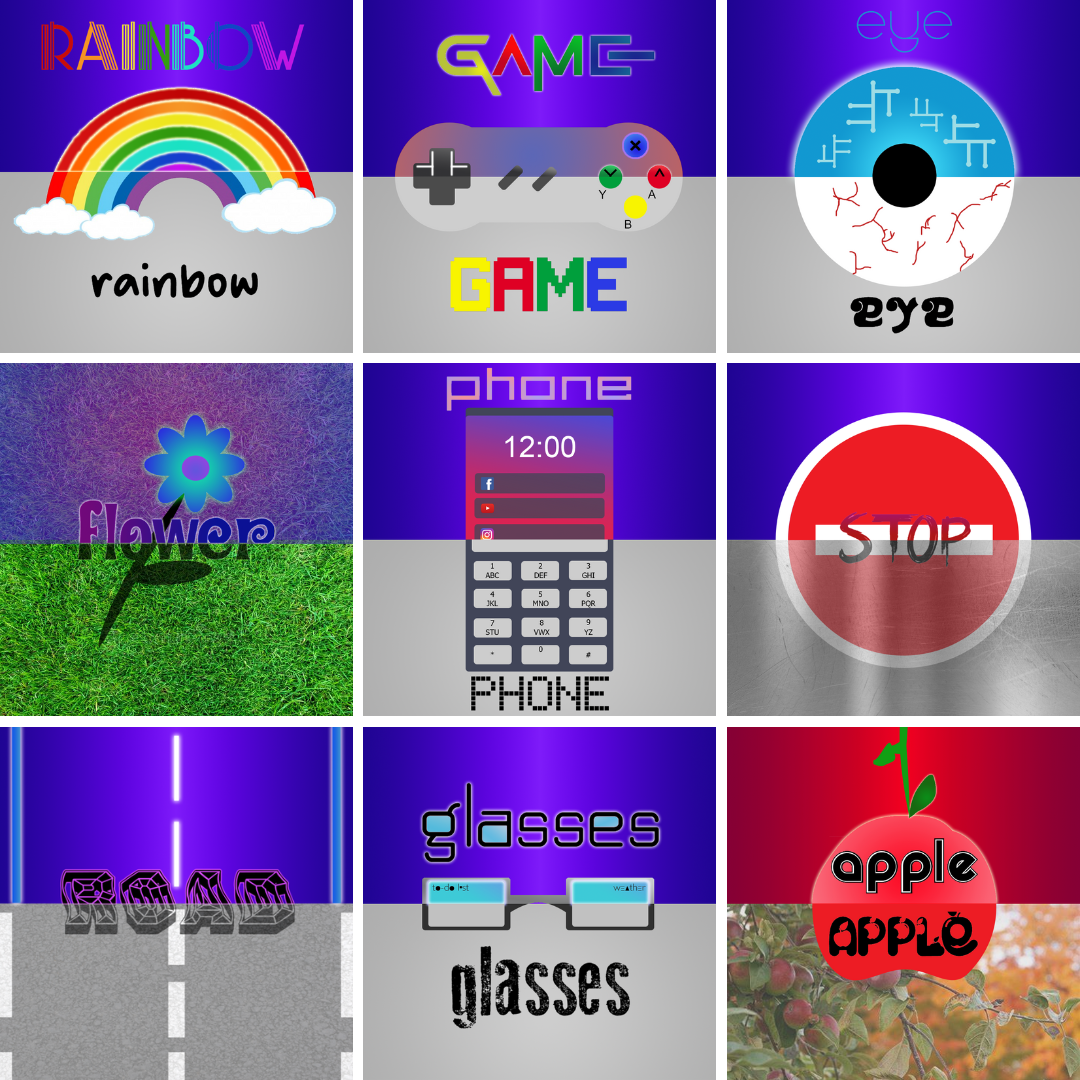 RAINBOW
rainbow
GAME
Y
A
B
GAME
eye
eye
flower
phone
12:00
1 2 3
ABC DEF GHI
4 5 6
JKL MNO PQR
7 8 9
STU VWX YZ
* 0 #
PHONE
STOP
ROAD
glasses
to-do list weather
glasses
apple
APPLE